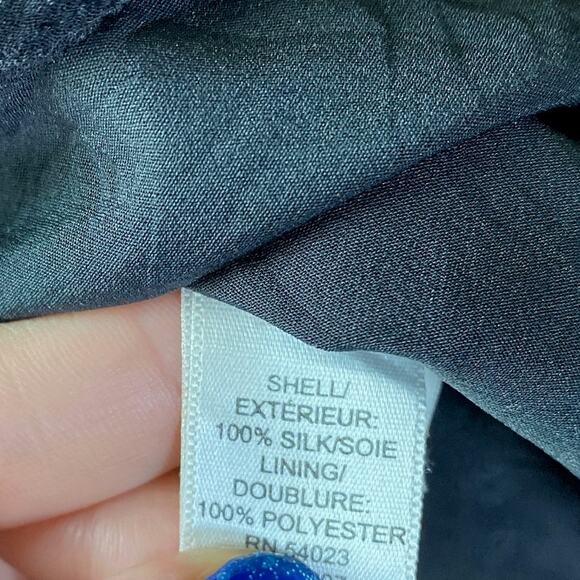 SHELL/
EXTÉRIEUR:
100% SILK/SOIE
LINING/
DOUBLURE:
100% POLYESTER
RN 54023